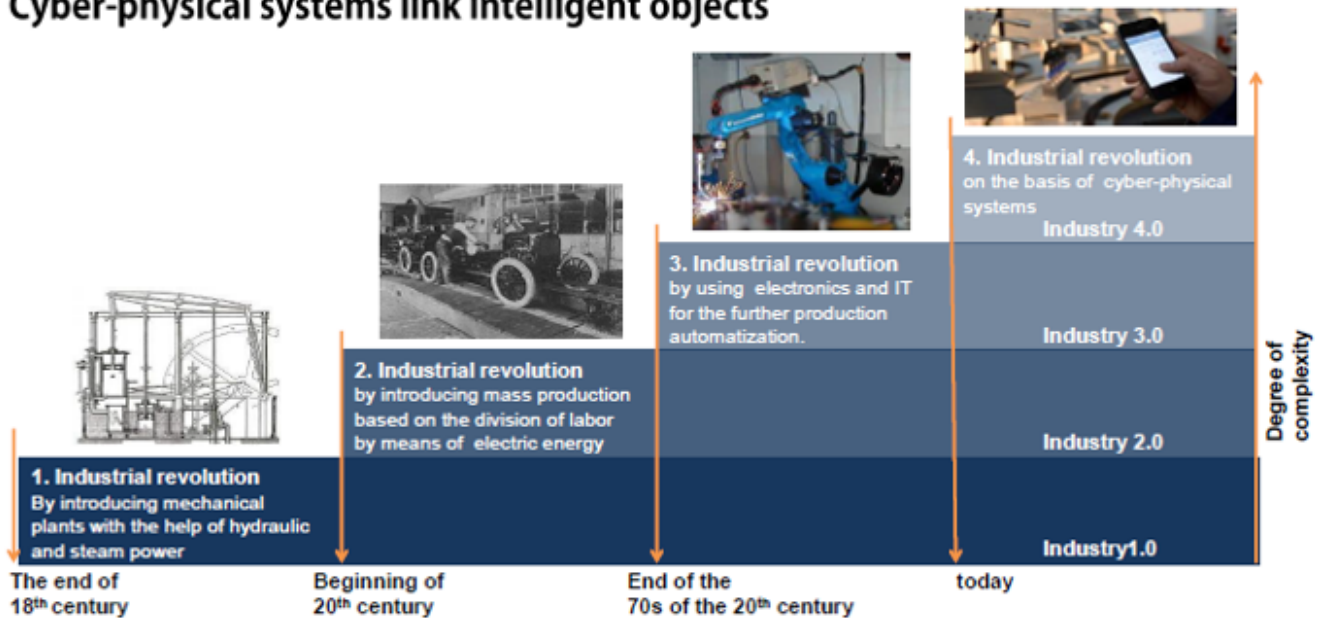 Cyber-physical systems link intelligent objects
4. Industrial revolution
on the basis of cyber-physical
systems
Industry 4.0
3. Industrial revolution
by using electronics and IT
for the further production
automatization.
Industry 3.0
2. Industrial revolution
by introducing mass production
based on the division of labor
by means of electric energy
Industry 2.0
1. Industrial revolution
By introducing mechanical
plants with the help of hydraulic
and steam power
Industry1.0
Degree of
complexity
The end of
18th century
Beginning of
20th century
End of the
70s of the 20th century
today